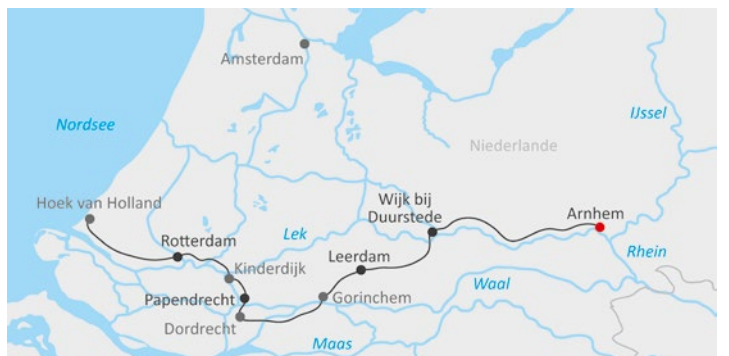 Amsterdam
IJssel
Nordsee
Niederlande
Wijk bij
Duurstede
Hoek van Holland
Arnhem
Lek
Rotterdam
Rhein
Leerdam
Kinderdijk
Waal
Papendrecht
Gorinchem
Dordrecht
Maas